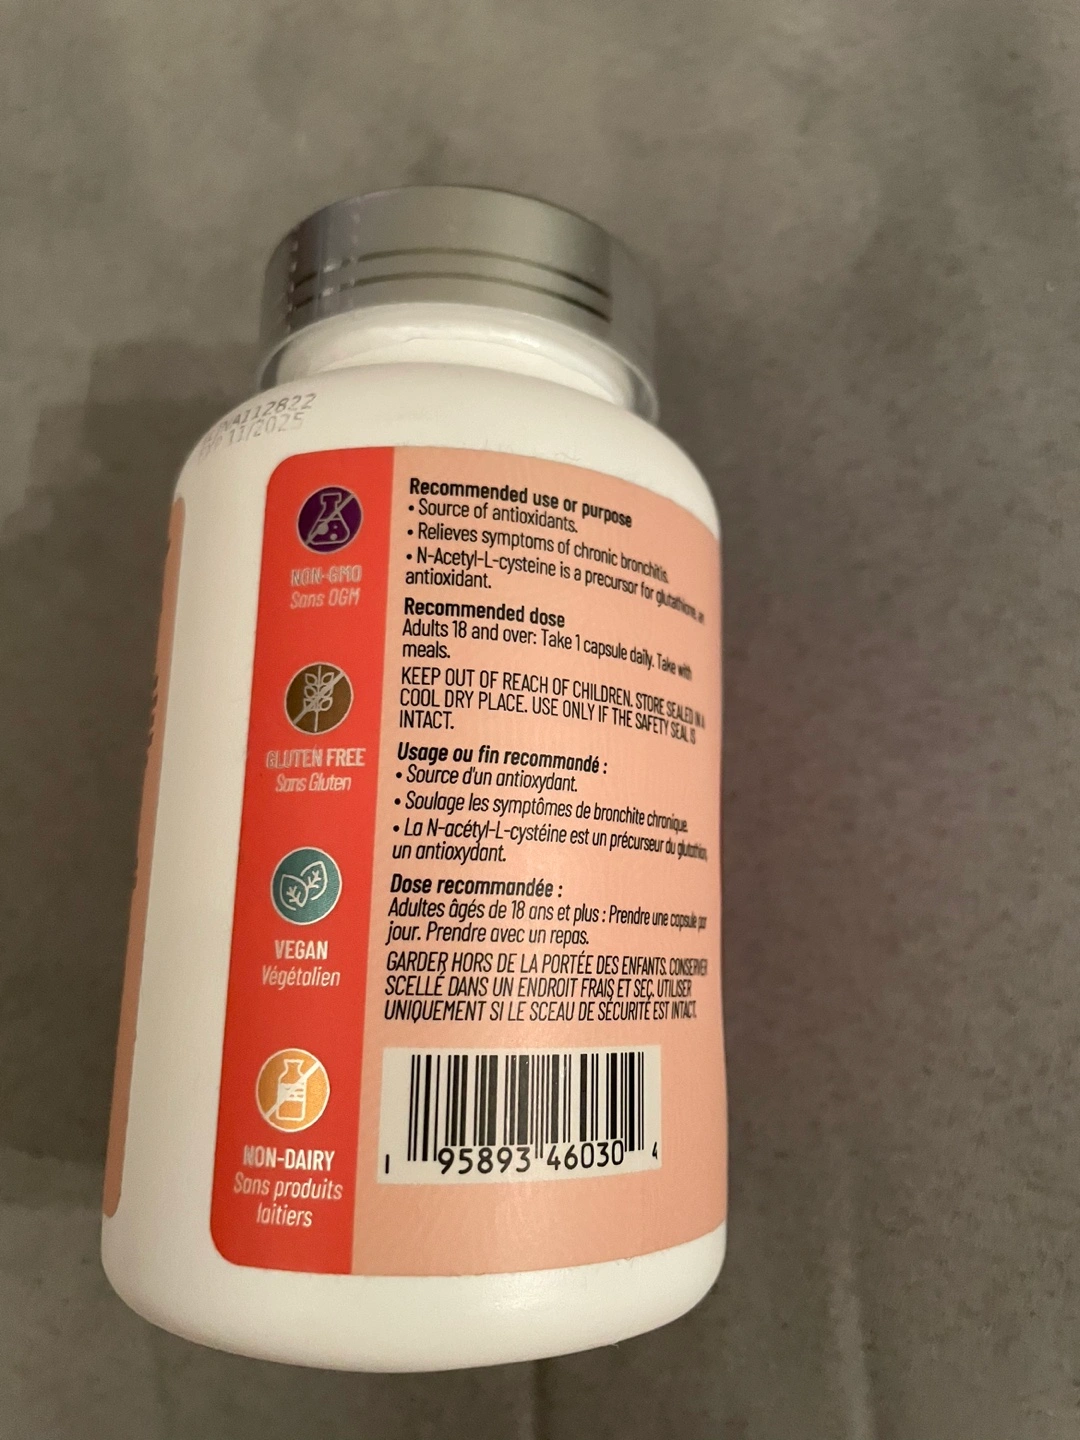 A112822
11/2025
NON-GMO
Sans OGM
GLUTEN FREE
Sans Gluten
VEGAN
Végétalien
NON-DAIRY
Sans produits
laitiers
Recommended use or purpose
• Source of antioxidants.
• Relieves symptoms of chronic bronchitis.
• N-Acetyl-L-cysteine is a precursor for glutathione, an
antioxidant.
Recommended dose
Adults 18 and over: Take 1 capsule daily. Take with
meals.
KEEP OUT OF REACH OF CHILDREN. STORE SEALED IN A
COOL DRY PLACE. USE ONLY IF THE SAFETY SEAL IS
INTACT.
Usage ou fin recommandé :
• Source d'un antioxydant.
• Soulage les symptômes de bronchite chronique.
• La N-acétyl-L-cystéine est un précurseur du glutathion,
un antioxydant.
Dose recommandée :
Adultes âgés de 18 ans et plus : Prendre une capsule par
jour. Prendre avec un repas.
GARDER HORS DE LA PORTÉE DES ENFANTS. CONSERVER
SCELLÉ DANS UN ENDROIT FRAIS ET SEC. UTILISER
UNIQUEMENT SI LE SCEAU DE SÉCURITÉ EST INTACT.
1 95893 46030 4